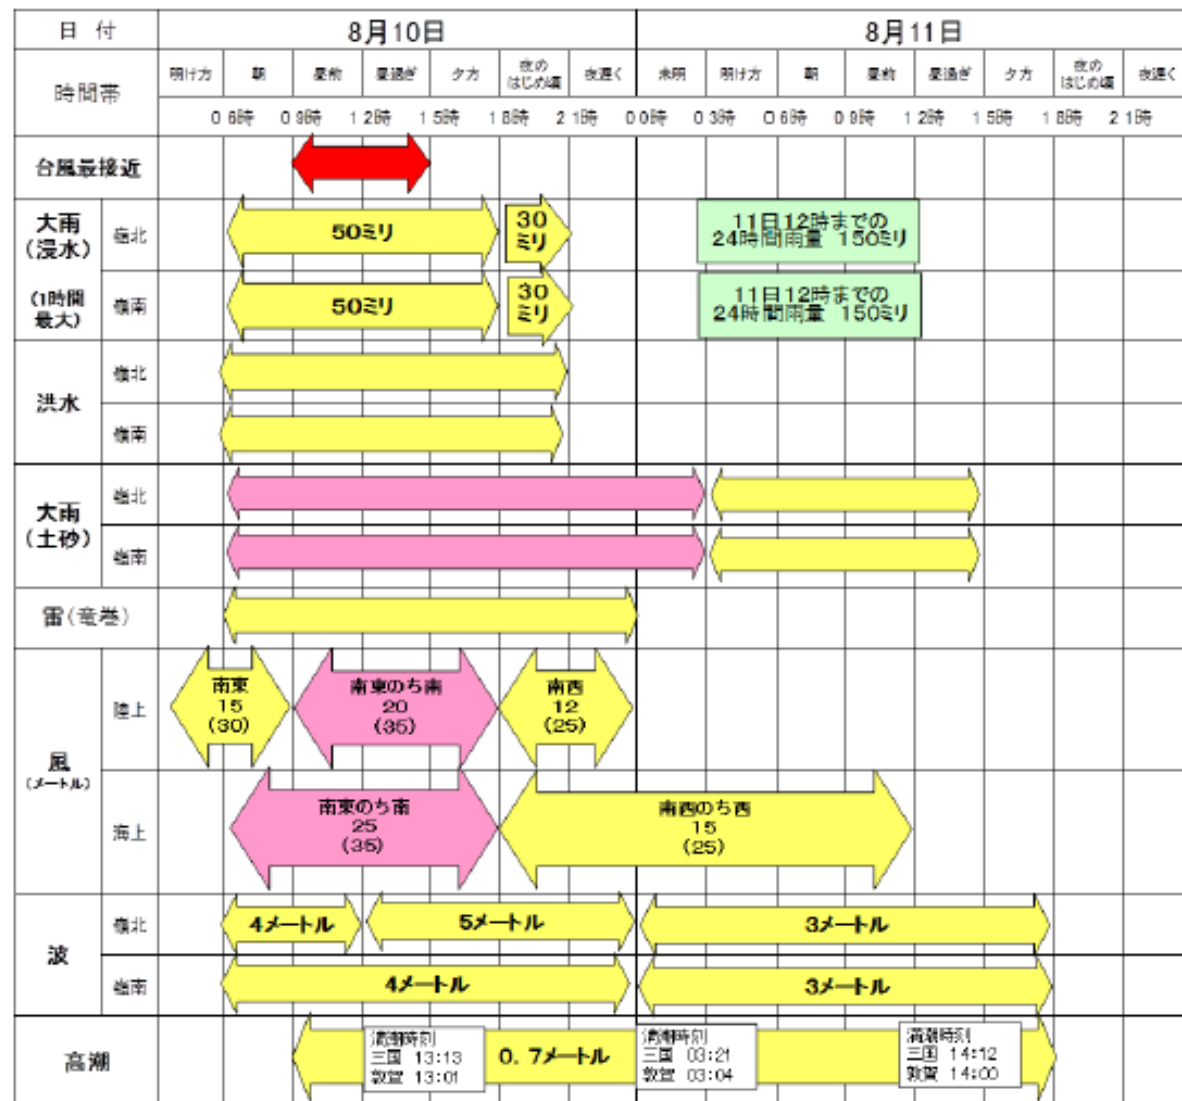 日 付 8月10日 8月11日
時間帯
明け方 朝 昼前 昼過ぎ 夕方 夜のはじめ頃 夜遅く 未明 明け方 朝 昼前 昼過ぎ 夕方 夜のはじめ頃 夜遅く
06時 09時 12時 15時 18時 21時 00時 03時 06時 09時 12時 15時 18時 21時
台風最接近
大雨
(浸水)
(1時間
最大)
嶺北
50ミリ
30
ミリ
11日12時までの
24時間雨量 150ミリ
嶺南
50ミリ
30
ミリ
11日12時までの
24時間雨量 150ミリ
洪水
嶺北
嶺南
大雨
(土砂)
嶺北
嶺南
雷(竜巻)
風
(メートル)
陸上
南東
15
(30)
南東のち南
20
(35)
南西
12
(25)
海上
南東のち南
25
(35)
南西のち西
15
(25)
波
嶺北
4メートル
5メートル
3メートル
嶺南
4メートル
3メートル
高潮
満潮時刻
三国 13:13
敦賀 13:01
0.7メートル
満潮時刻
三国 03:21
敦賀 03:04
満潮時刻
三国 14:12
敦賀 14:00